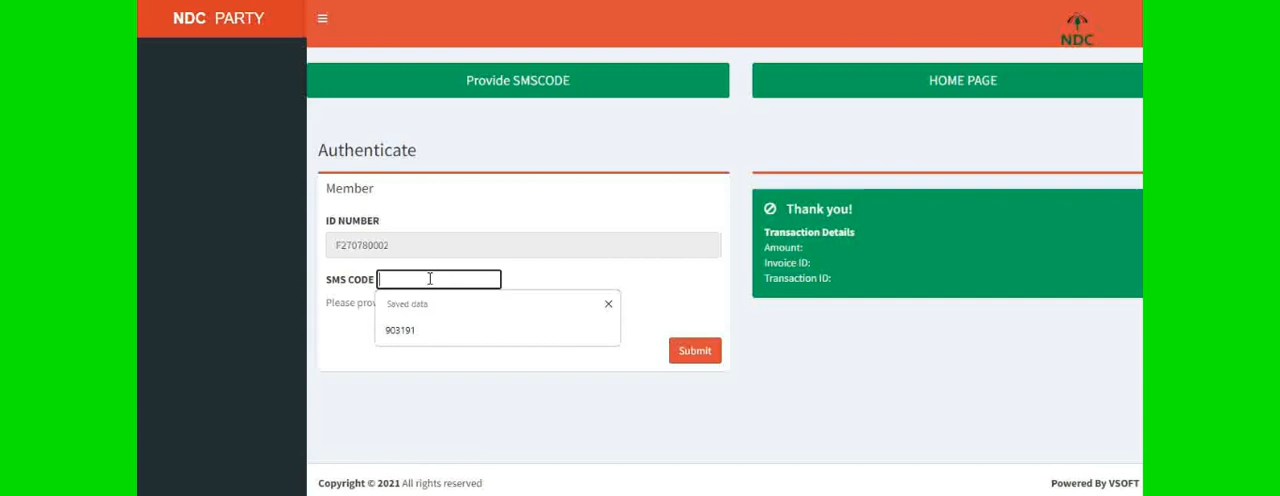 NDC PARTY
☰
NDC
Provide SMSCODE
HOME PAGE
Authenticate
Member
ID NUMBER
F270780002
SMS CODE
Please prov
Saved data
903191
Submit
Thank you!
Transaction Details
Amount:
Invoice ID:
Transaction ID:
Copyright © 2021 All rights reserved
Powered By VSOFT